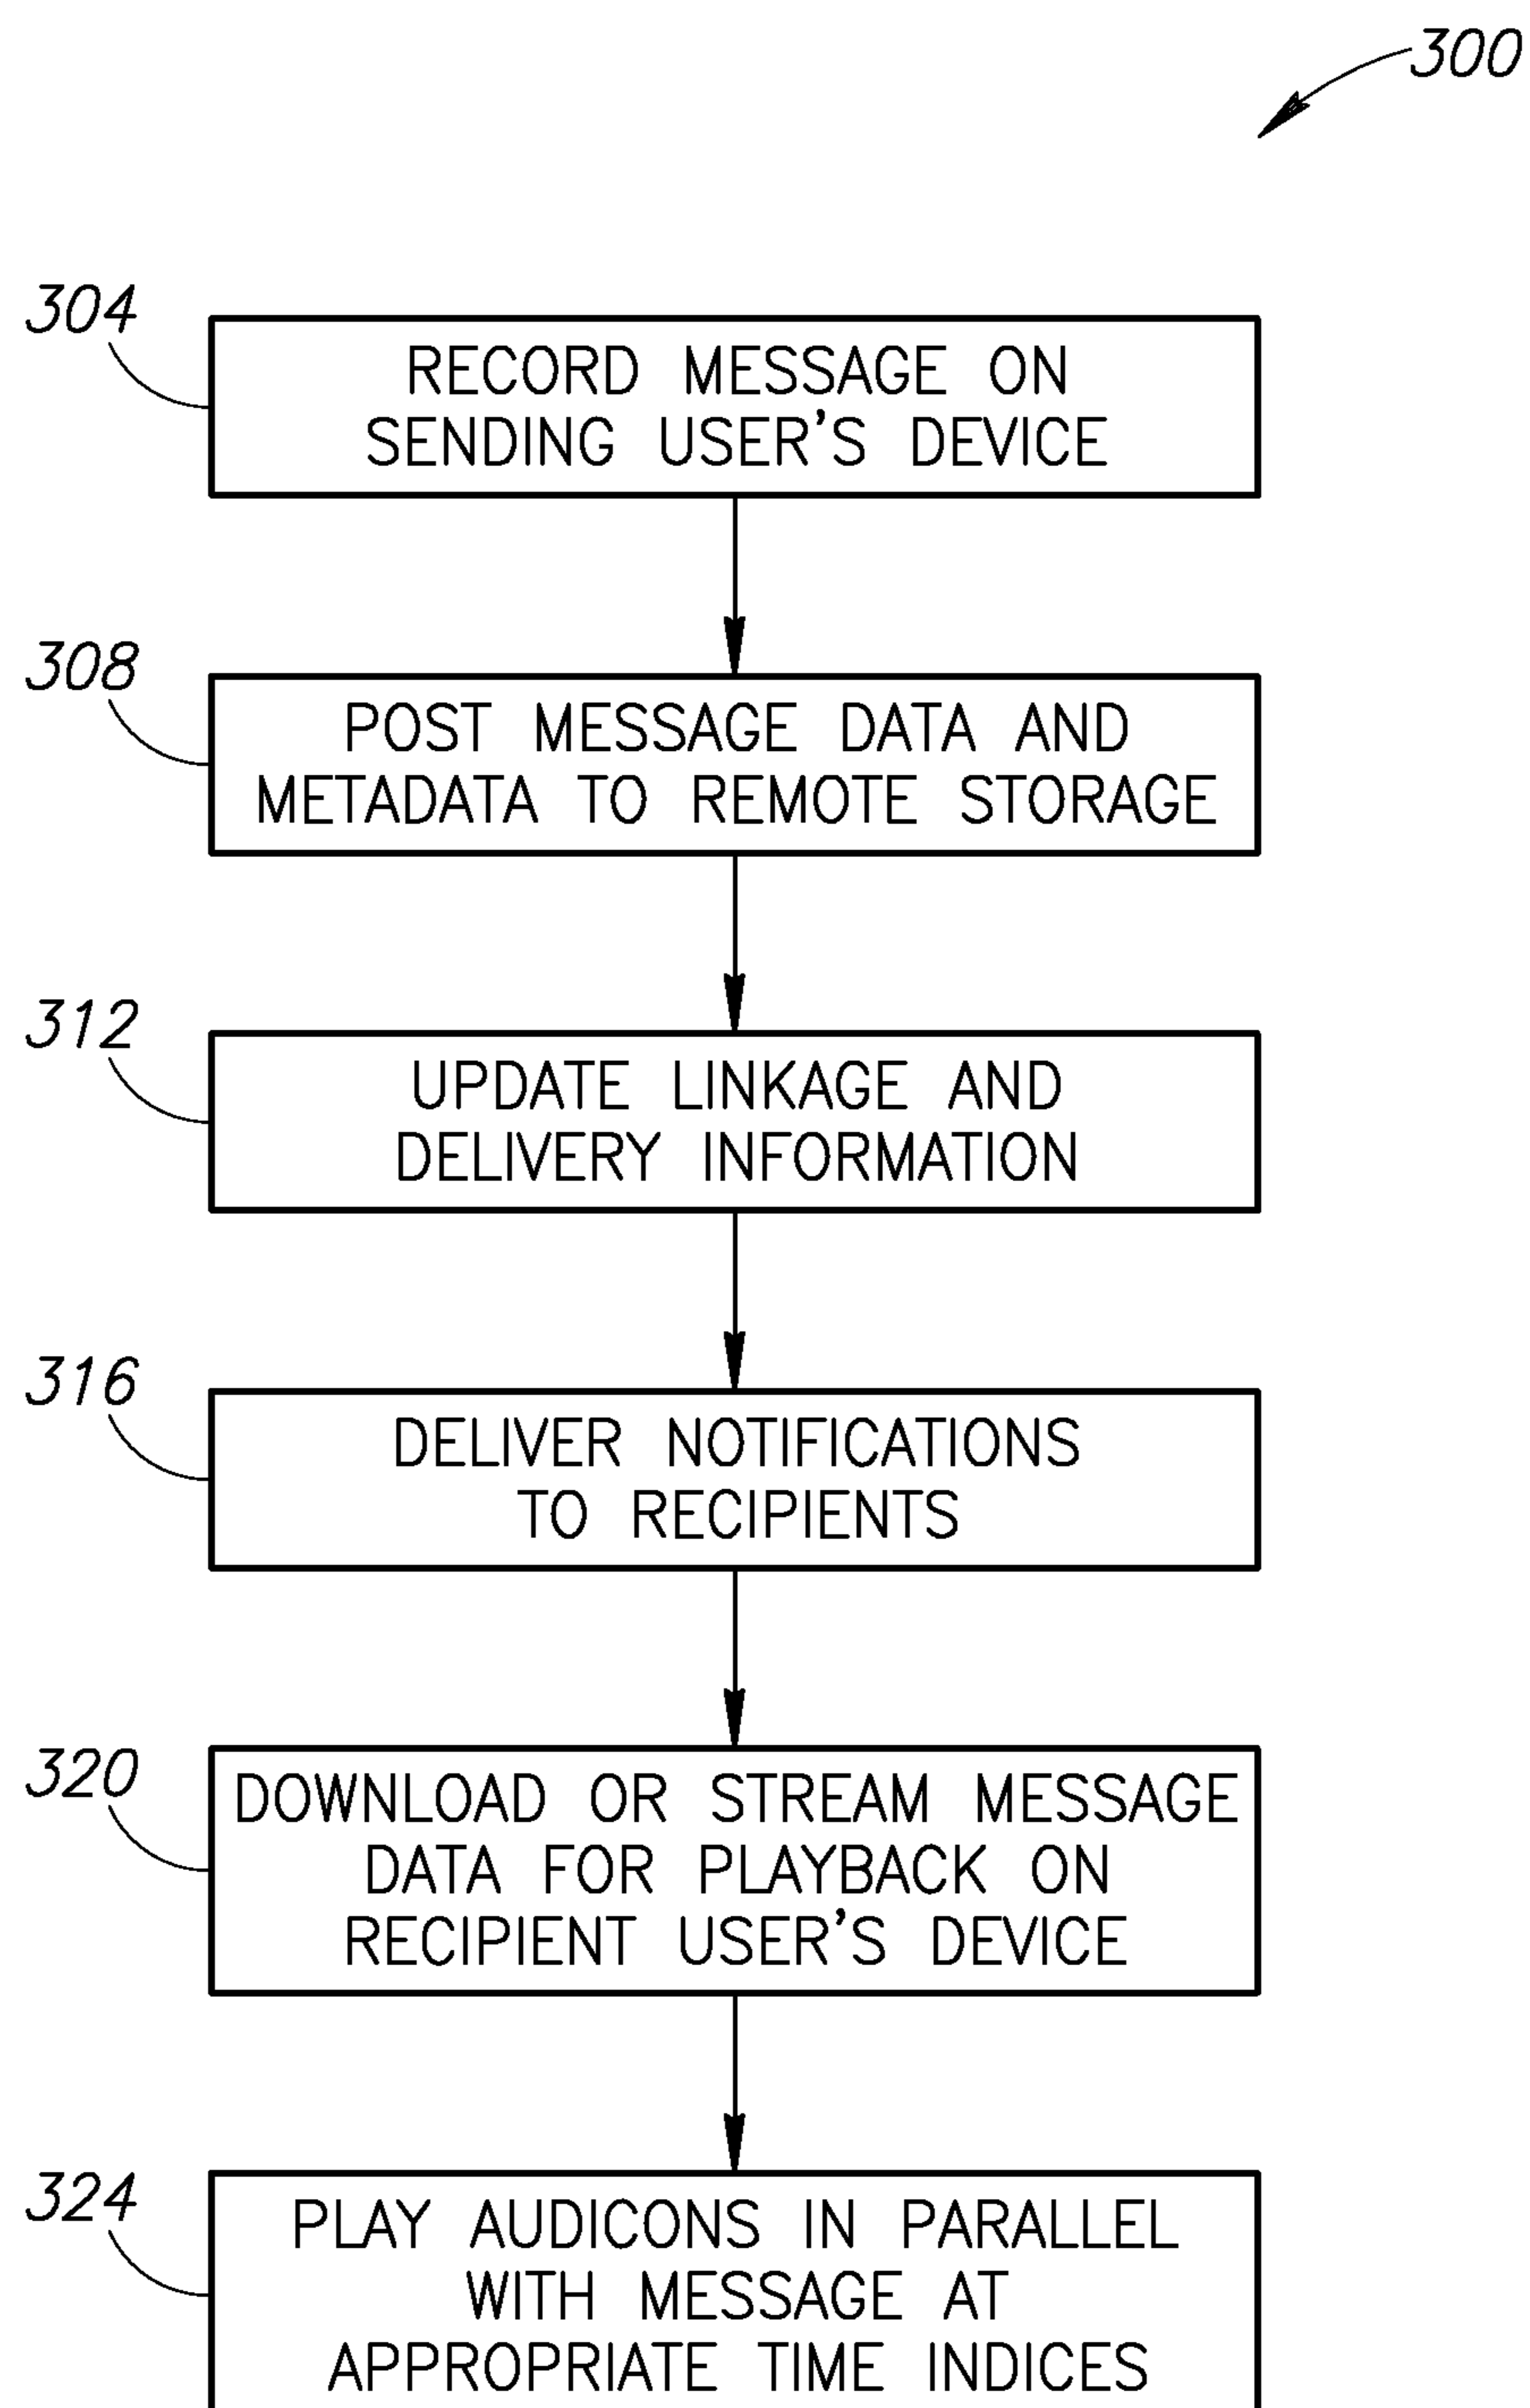 300
304
RECORD MESSAGE ON
SENDING USER'S DEVICE
308
POST MESSAGE DATA AND
METADATA TO REMOTE STORAGE
312
UPDATE LINKAGE AND
DELIVERY INFORMATION
316
DELIVER NOTIFICATIONS
TO RECIPIENTS
320
DOWNLOAD OR STREAM MESSAGE
DATA FOR PLAYBACK ON
RECIPIENT USER'S DEVICE
324
PLAY AUDICONS IN PARALLEL
WITH MESSAGE AT
APPROPRIATE TIME INDICES